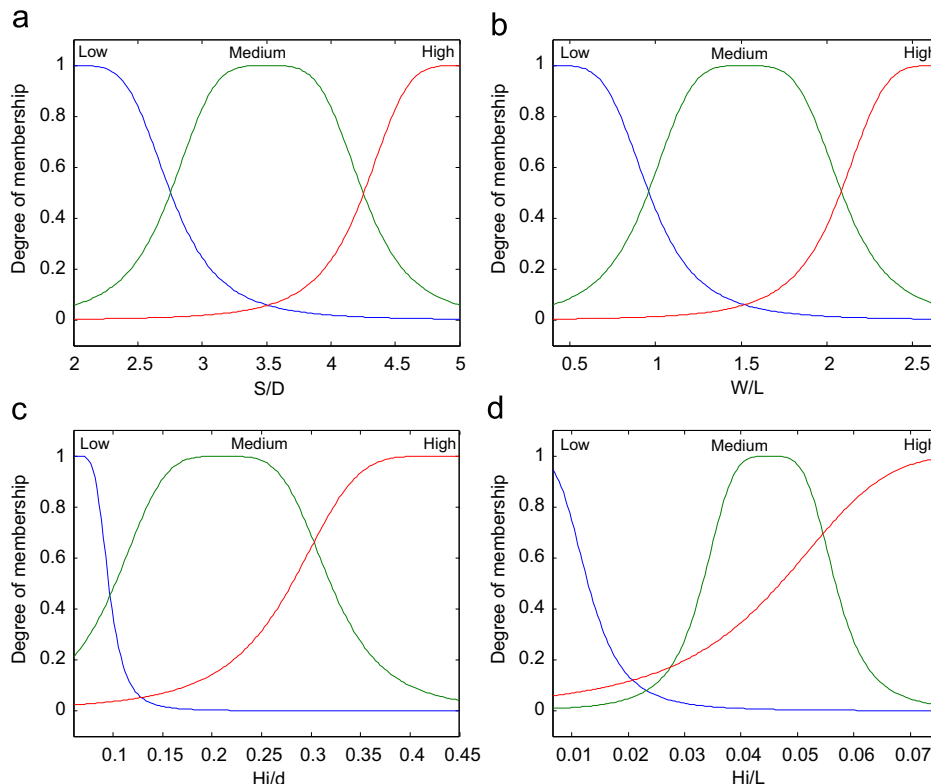 a
Low Medium High
Degree of membership
1
0.8
0.6
0.4
0.2
0
2 2.5 3 3.5 4 4.5 5
S/D
b
Low Medium High
Degree of membership
1
0.8
0.6
0.4
0.2
0
0.5 1 1.5 2 2.5
W/L
c
Low Medium High
Degree of membership
1
0.8
0.6
0.4
0.2
0
0.1 0.15 0.2 0.25 0.3 0.35 0.4 0.45
Hi/d
d
Low Medium High
Degree of membership
1
0.8
0.6
0.4
0.2
0
0.01 0.02 0.03 0.04 0.05 0.06 0.07
Hi/L